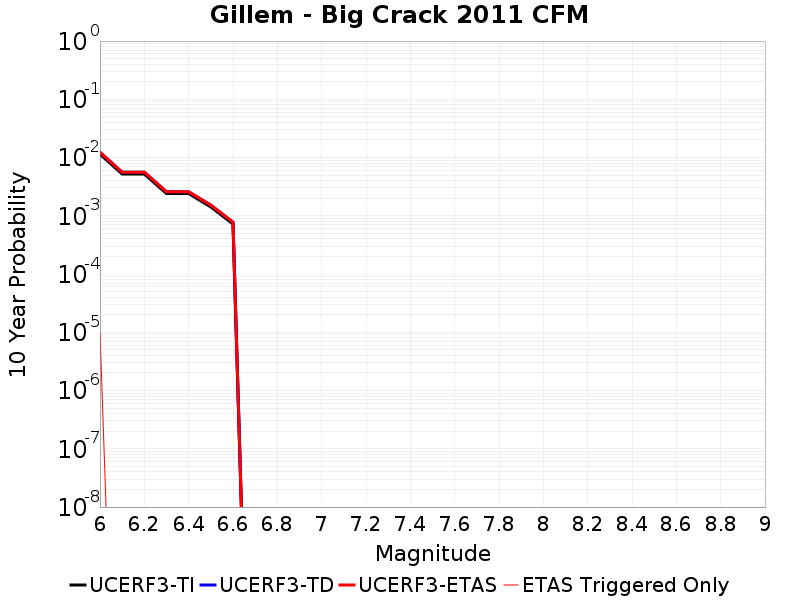 Gillem - Big Crack 2011 CFM
10^0
10^-1
10^-2
10^-3
10^-4
10^-5
10^-6
10^-7
10^-8
10 Year Probability
6 6.2 6.4 6.6 6.8 7 7.2 7.4 7.6 7.8 8 8.2 8.4 8.6 8.8 9
Magnitude
UCERF3-TI UCERF3-TD UCERF3-ETAS ETAS Triggered Only